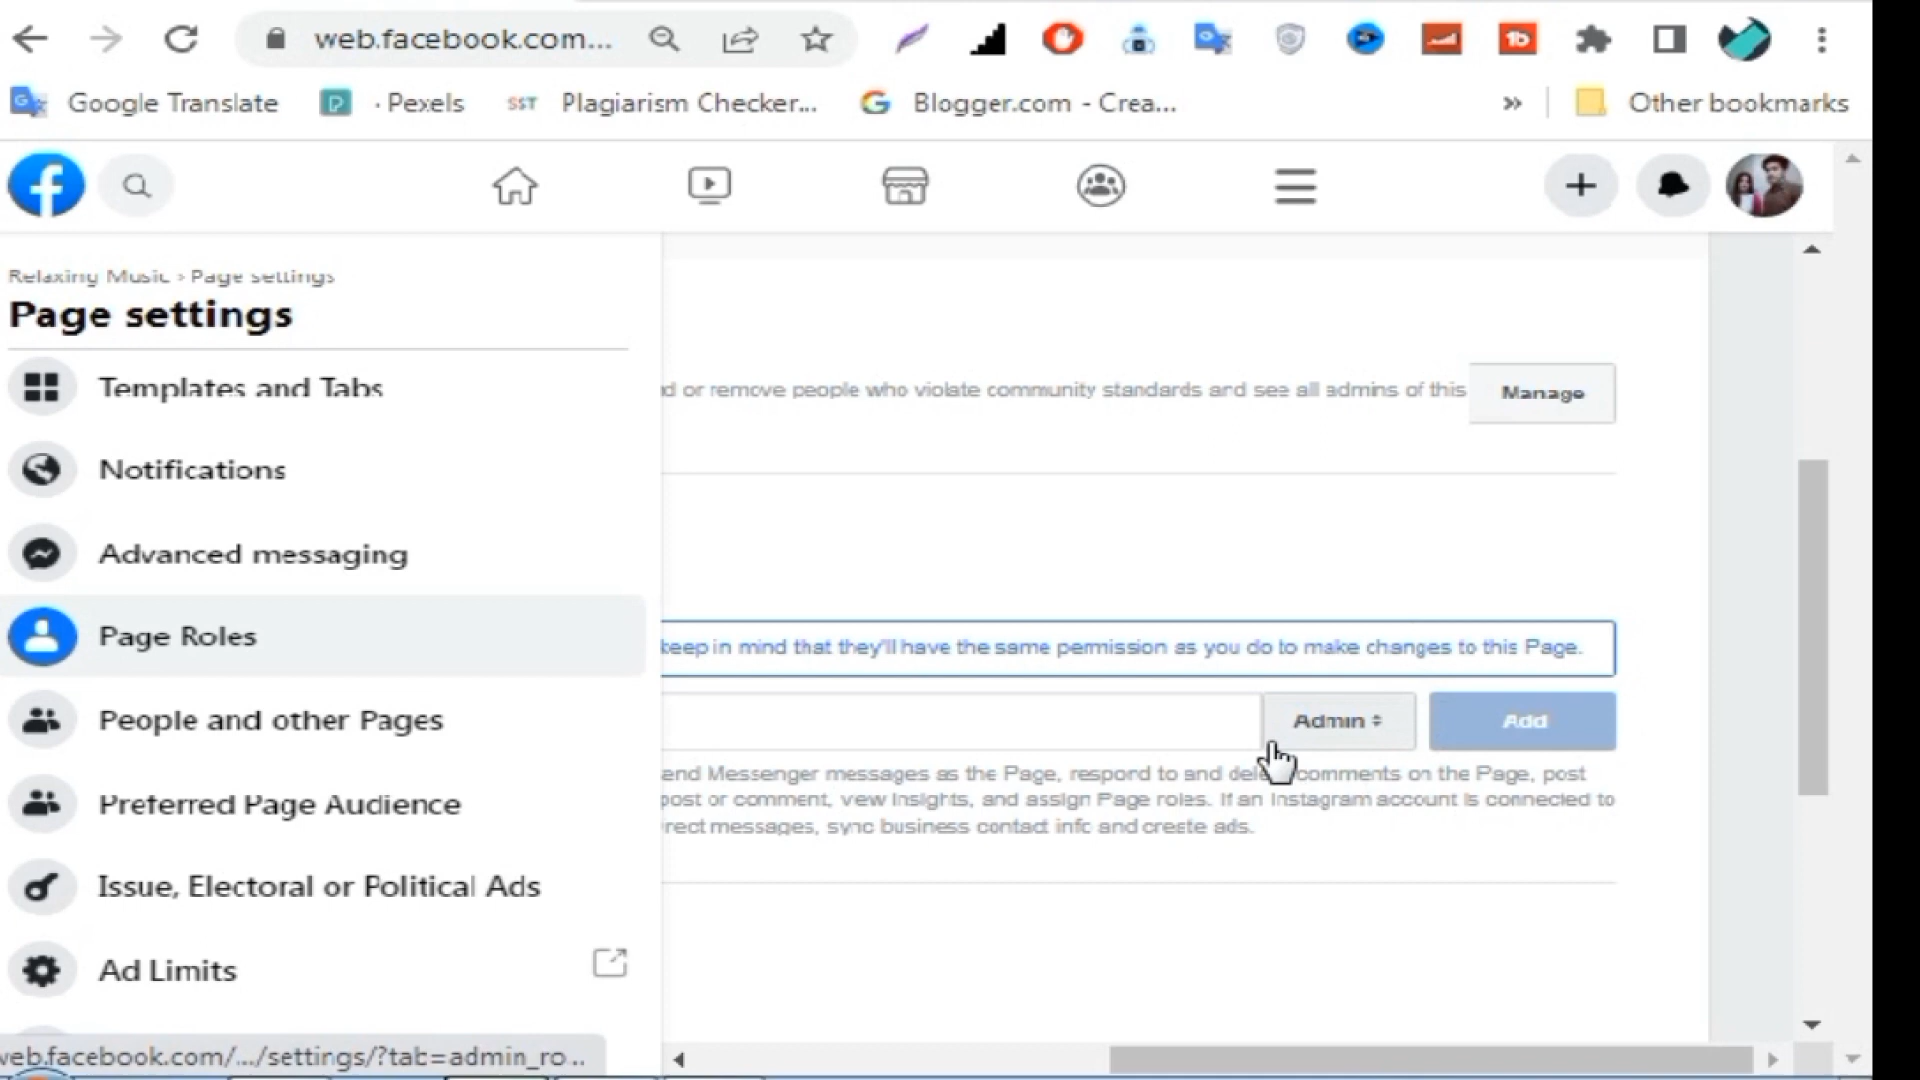 web.facebook.com...
Google Translate
· Pexels
SST Plagiarism Checker...
Blogger.com - Crea...
»
Other bookmarks
Relaxing Music › Page settings
Page settings
Templates and Tabs
Notifications
Advanced messaging
Page Roles
People and other Pages
Preferred Page Audience
Issue, Electoral or Political Ads
Ad Limits
web.facebook.com/.../settings/?tab=admin_ro...
or remove people who violate community standards and see all admins of this
Manage
keep in mind that they'll have the same permission as you do to make changes to this Page.
Admin
Add
Messenger messages as the Page, respond to and comments on the Page, post
post or comment, view Insights, and assign Page roles. If an Instagram account is connected to
messages, sync business contact info and create ads.